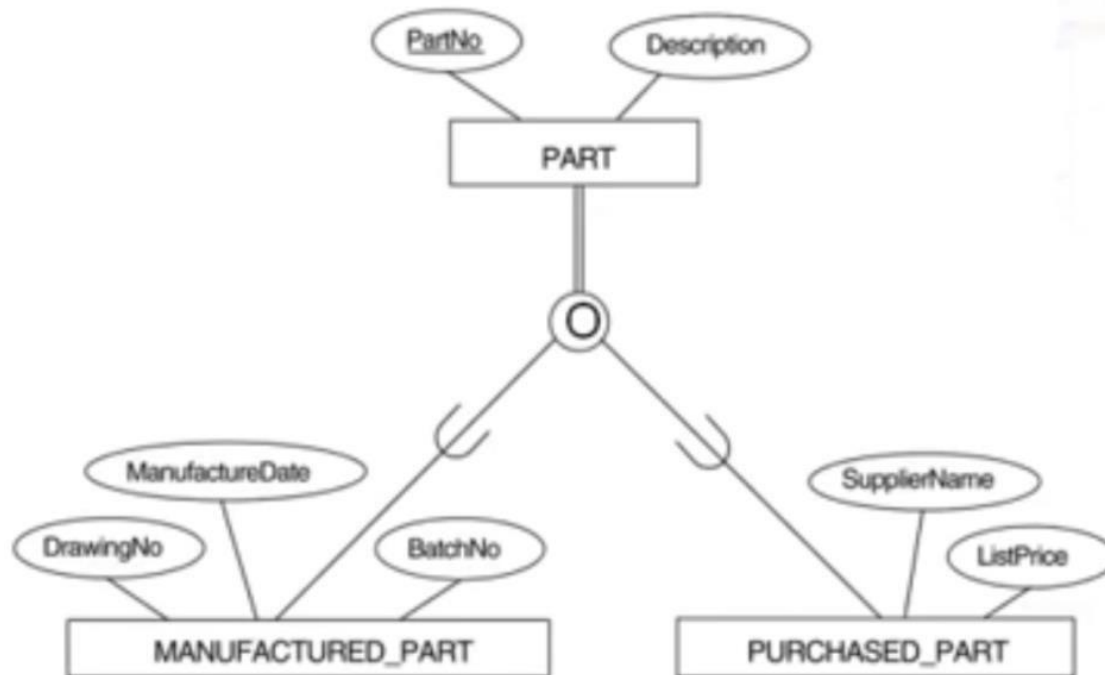 PartNo
Description
PART
O
ManufactureDate
SupplierName
DrawingNo
BatchNo
ListPrice
MANUFACTURED_PART
PURCHASED_PART